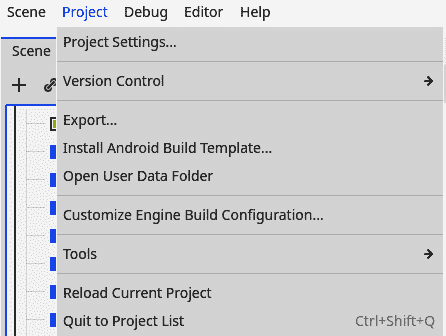 Scene Project Debug Editor Help
Scene
Project Settings...
Version Control
Export...
Install Android Build Template...
Open User Data Folder
Customize Engine Build Configuration...
Tools
Reload Current Project
Quit to Project List Ctrl+Shift+Q